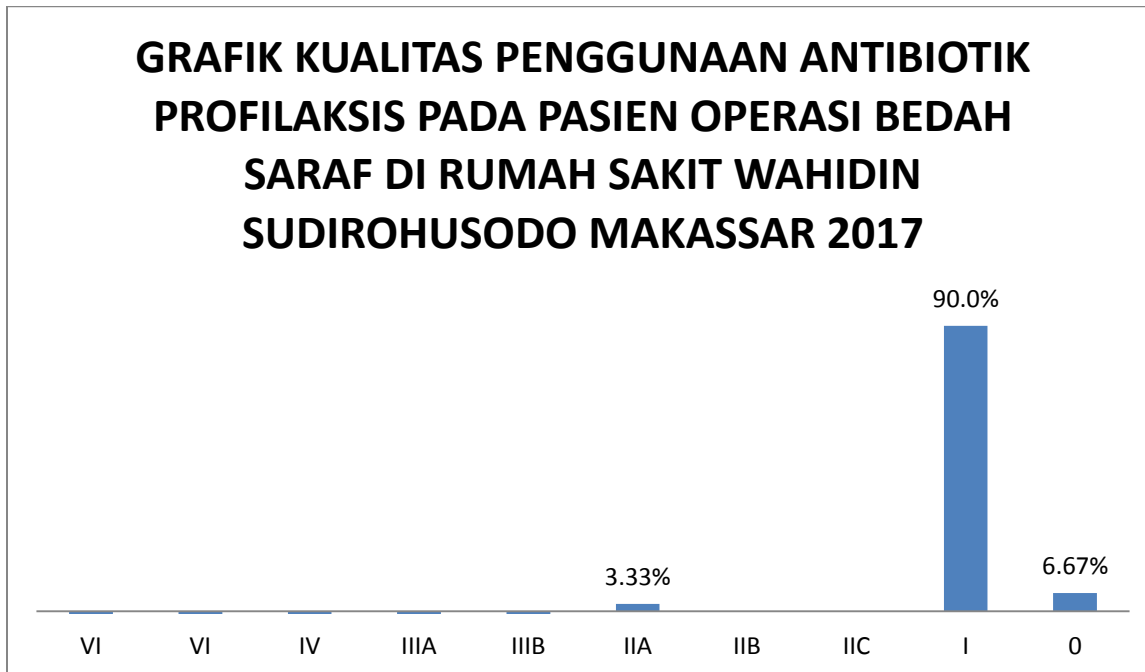 GRAFIK KUALITAS PENGGUNAAN ANTIBIOTIK
PROFILAKSIS PADA PASIEN OPERASI BEDAH
SARAF DI RUMAH SAKIT WAHIDIN
SUDIROHUSODO MAKASSAR 2017
90.0%
3.33%
6.67%
VI VI IV IIIA IIIB IIA IIB IIC I 0